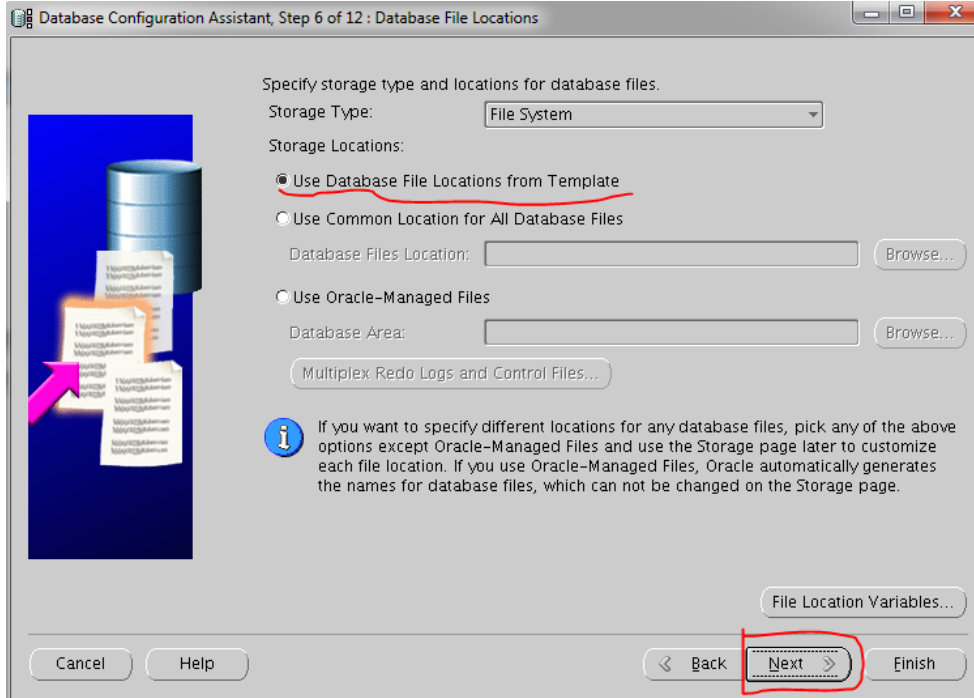 Database Configuration Assistant, Step 6 of 12 : Database File Locations
Specify storage type and locations for database files.
Storage Type: File System
Storage Locations:
Use Database File Locations from Template
Use Common Location for All Database Files
Database Files Location: Browse...
Use Oracle-Managed Files
Database Area: Browse...
Multiplex Redo Logs and Control Files...
If you want to specify different locations for any database files, pick any of the above
options except Oracle-Managed Files and use the Storage page later to customize
each file location. If you use Oracle-Managed Files, Oracle automatically generates
the names for database files, which can not be changed on the Storage page.
File Location Variables...
Cancel Help Back Next Finish